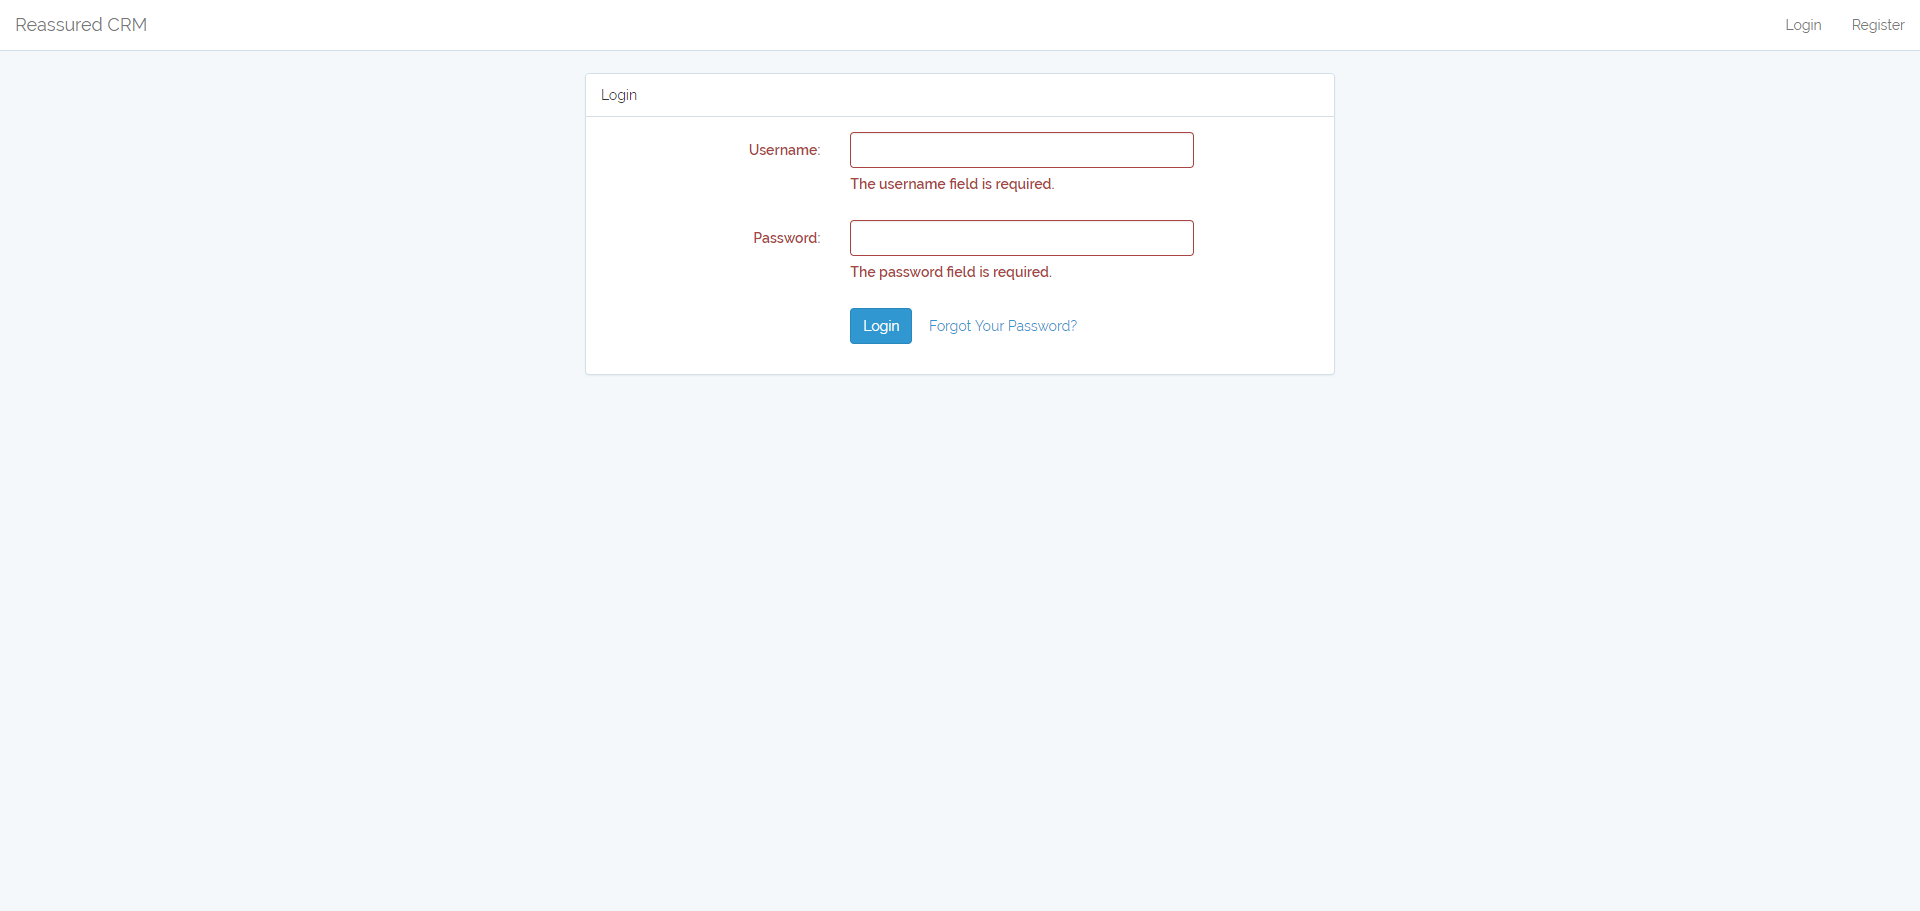 Reassured CRM
Login
Register
Login
Username:
The username field is required.
Password:
The password field is required.
Login
Forgot Your Password?